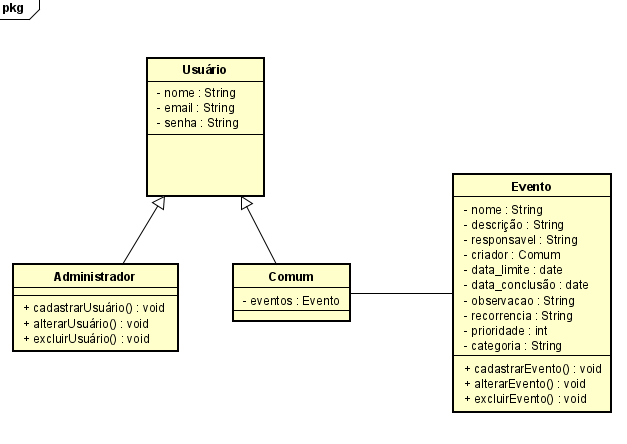 pkg
Usuário
- nome : String
- email : String
- senha : String
Administrador
+ cadastrarUsuário() : void
+ alterarUsuário() : void
+ excluirUsuário() : void
Comum
- eventos : Evento
Evento
- nome : String
- descrição : String
- responsavel : String
- criador : Comum
- data_limite : date
- data_conclusão : date
- observacao : String
- recorrencia : String
- prioridade : int
- categoria : String
+ cadastrarEvento() : void
+ alterarEvento() : void
+ excluirEvento() : void